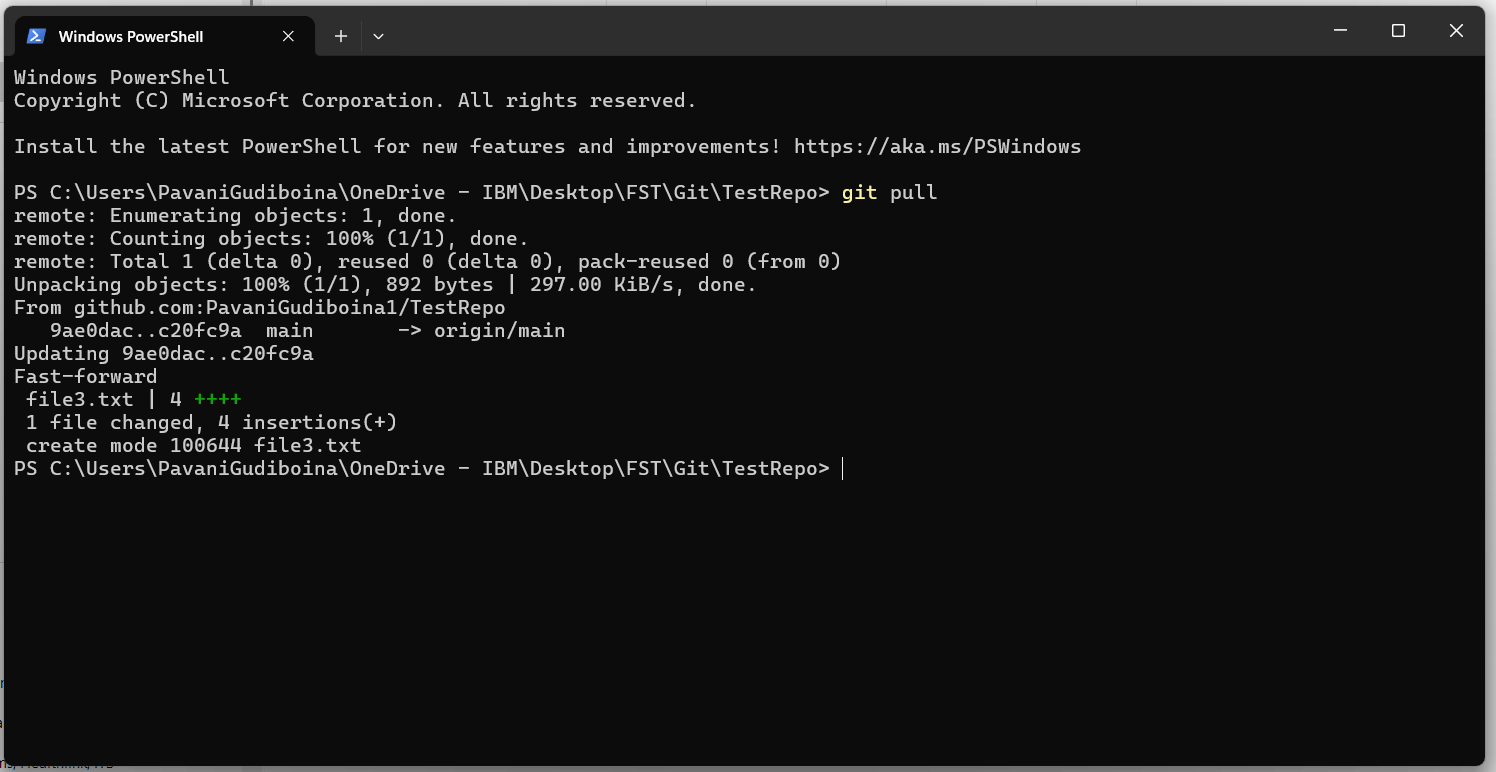 Windows PowerShell
Windows PowerShell
Copyright (C) Microsoft Corporation. All rights reserved.
Install the latest PowerShell for new features and improvements! https://aka.ms/PSWindows
PS C:\Users\PavaniGudiboina\OneDrive - IBM\Desktop\FST\Git\TestRepo> git pull
remote: Enumerating objects: 1, done.
remote: Counting objects: 100% (1/1), done.
remote: Total 1 (delta 0), reused 0 (delta 0), pack-reused 0 (from 0)
Unpacking objects: 100% (1/1), 892 bytes | 297.00 KiB/s, done.
From github.com:PavaniGudiboina1/TestRepo
   9ae0dac..c20fc9a  main       -> origin/main
Updating 9ae0dac..c20fc9a
Fast-forward
 file3.txt | 4 ++++
 1 file changed, 4 insertions(+)
 create mode 100644 file3.txt
PS C:\Users\PavaniGudiboina\OneDrive - IBM\Desktop\FST\Git\TestRepo>